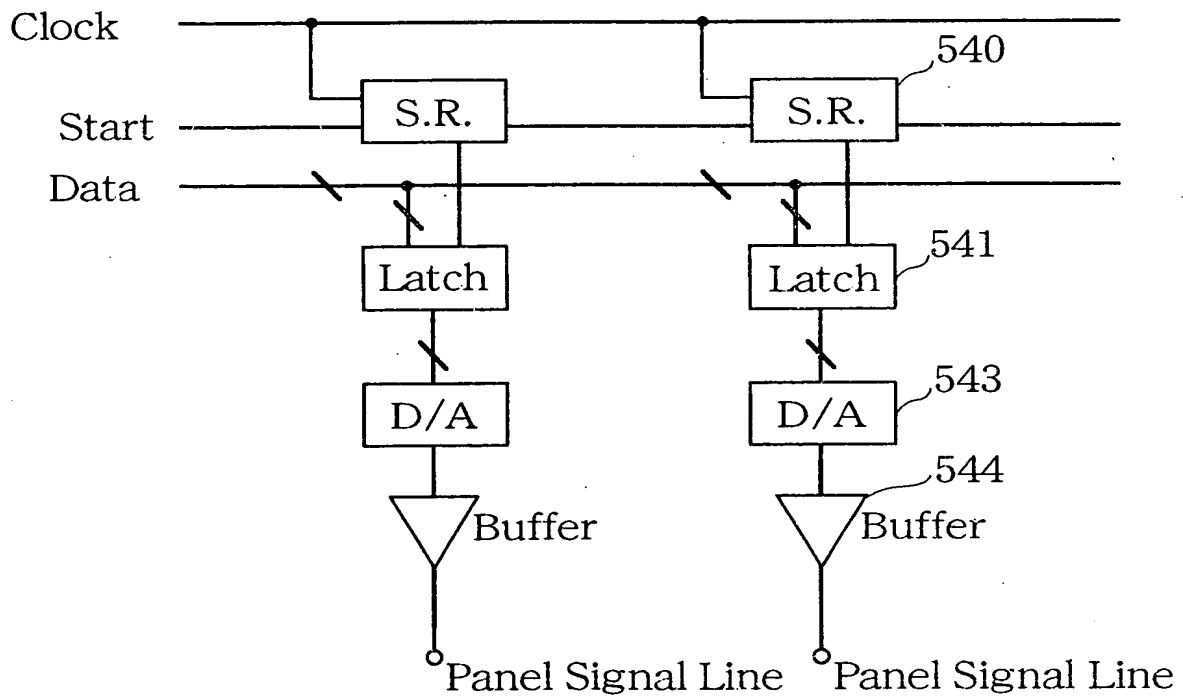 Clock
540
S.R.
S.R.
Start
Data
541
Latch
Latch
543
D/A
D/A
544
Buffer
Buffer
Panel Signal Line
Panel Signal Line